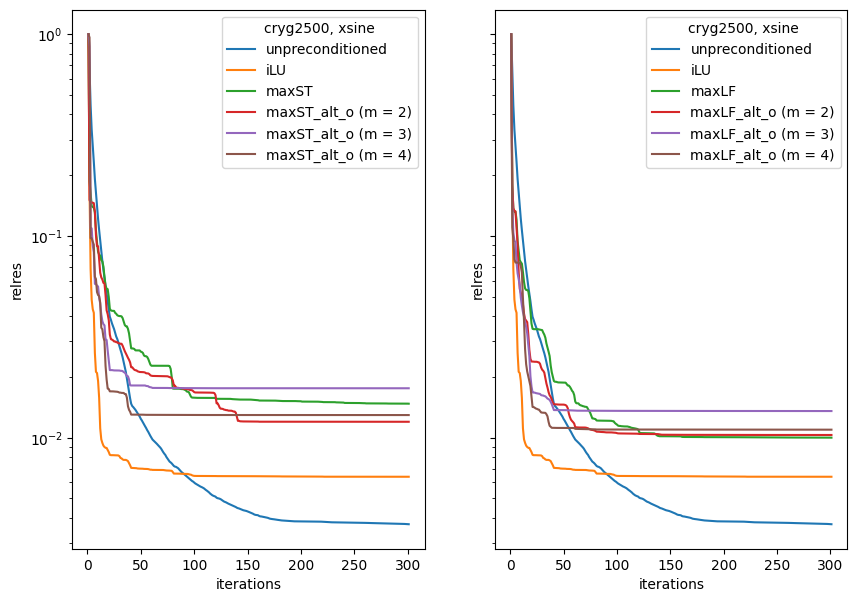 cryg2500, xsine
unpreconditioned
iLU
maxST
maxST_alt_o (m = 2)
maxST_alt_o (m = 3)
maxST_alt_o (m = 4)
10⁰
10⁻¹
10⁻²
relres
0 50 100 150 200 250 300
iterations
cryg2500, xsine
unpreconditioned
iLU
maxLF
maxLF_alt_o (m = 2)
maxLF_alt_o (m = 3)
maxLF_alt_o (m = 4)
relres
0 50 100 150 200 250 300
iterations